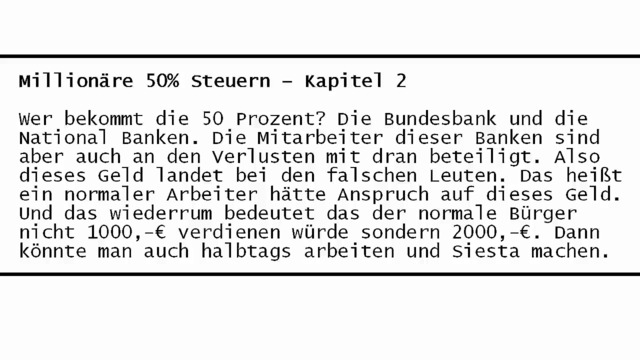 Millionäre 50% Steuern – Kapitel 2
Wer bekommt die 50 Prozent? Die Bundesbank und die
National Banken. Die Mitarbeiter dieser Banken sind
aber auch an den Verlusten mit dran beteiligt. Also
dieses Geld landet bei den falschen Leuten. Das heißt
ein normaler Arbeiter hätte Anspruch auf dieses Geld.
Und das wiederrum bedeutet das der normale Bürger
nicht 1000,-€ verdienen würde sondern 2000,-€. Dann
könnte man auch halbtags arbeiten und Siesta machen.